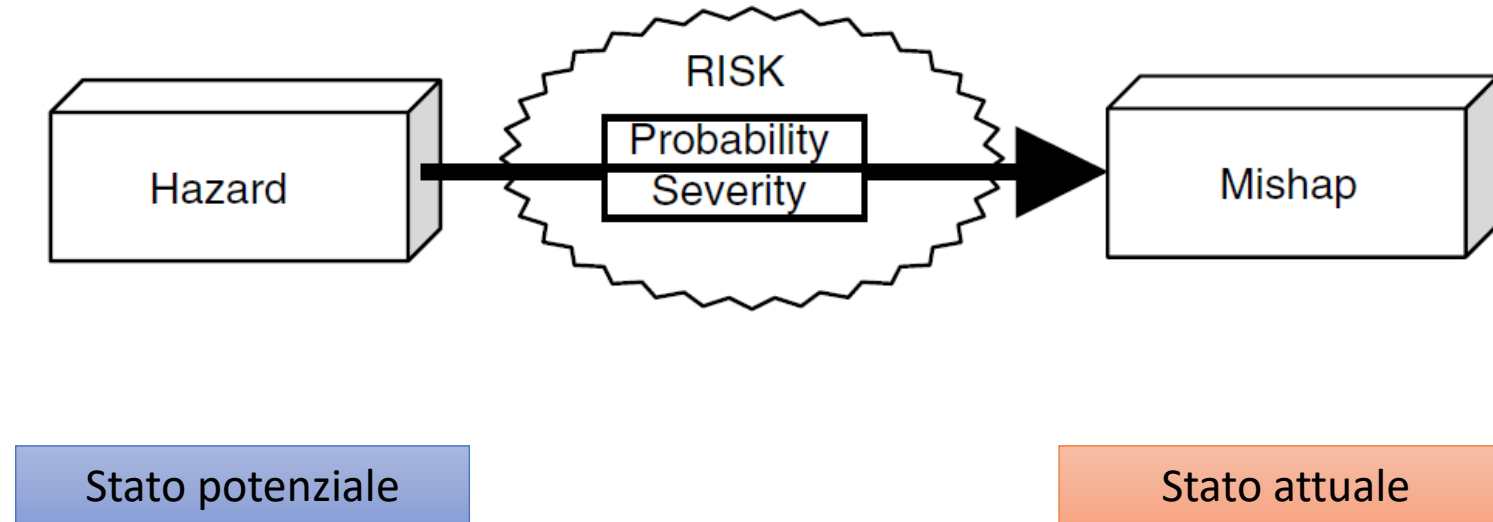 RISK
Probability
Hazard
Severity
Mishap
Stato potenziale
Stato attuale